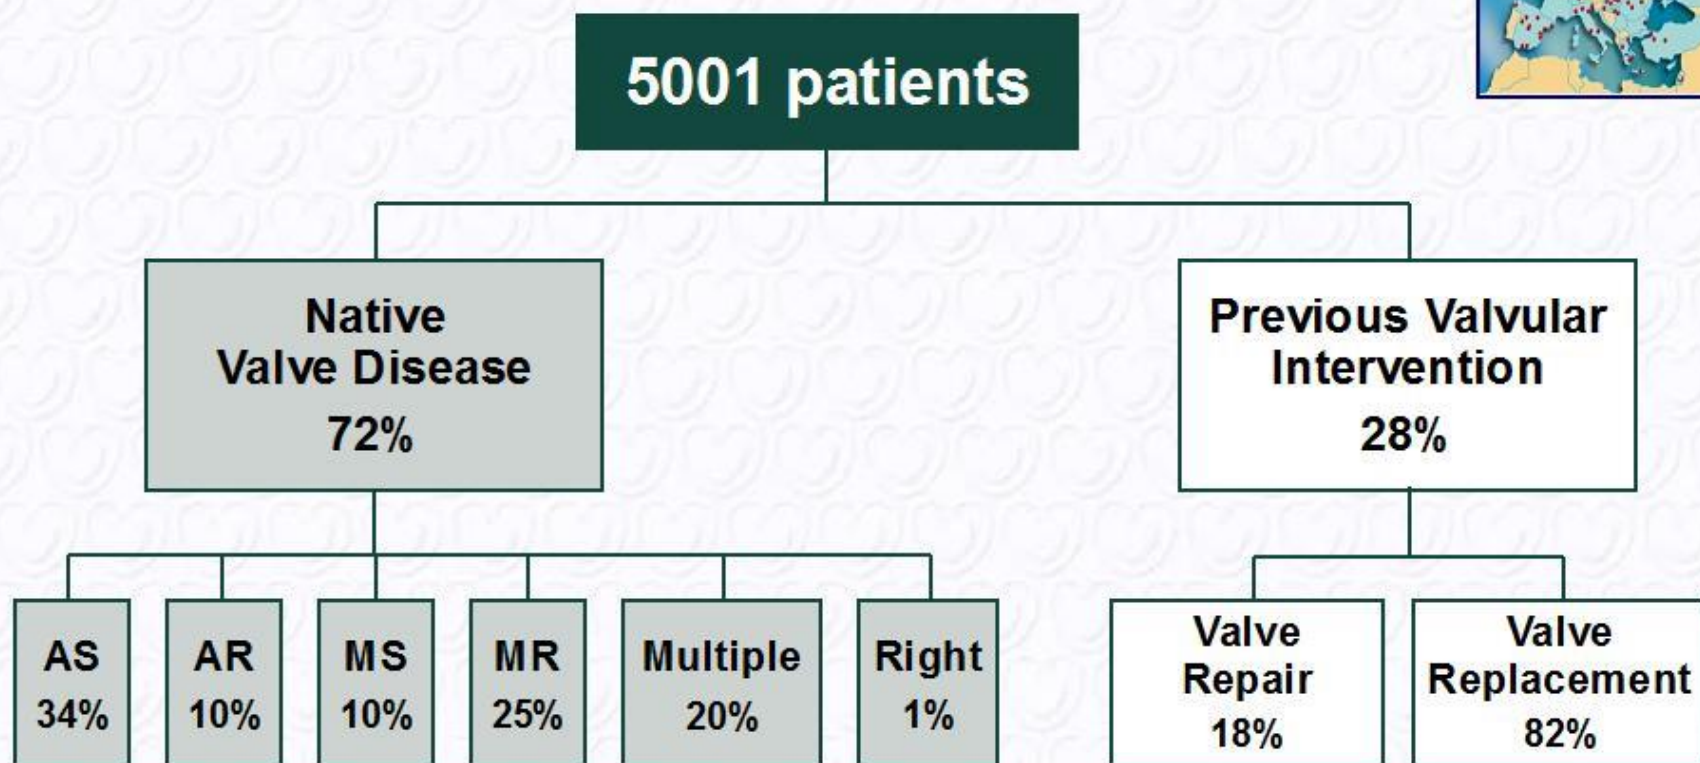 5001 patients
Native
Valve Disease
72%
Previous Valvular
Intervention
28%
AS
34%
AR
10%
MS
10%
MR
25%
Multiple
20%
Right
1%
Valve
Repair
18%
Valve
Replacement
82%